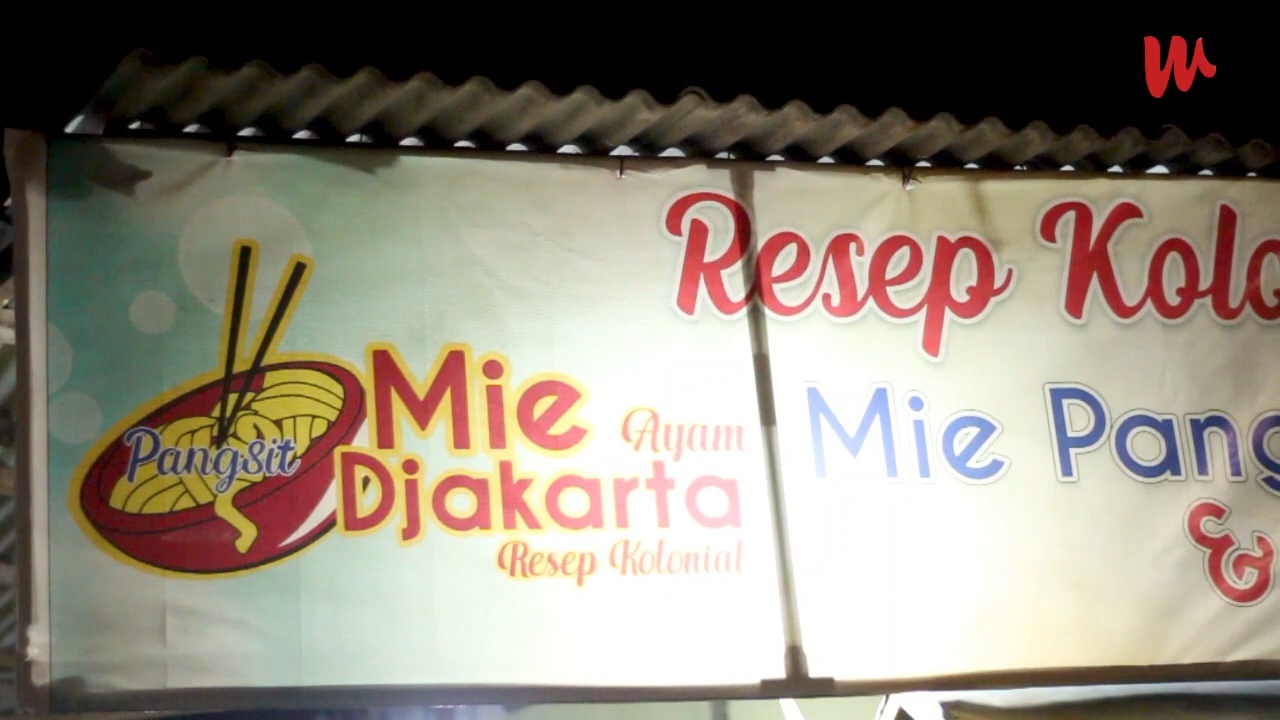 Pangsit
Mie
Ayam
Djakarta
Resep Kolonial
Resep Kolo
Mie Pang
&